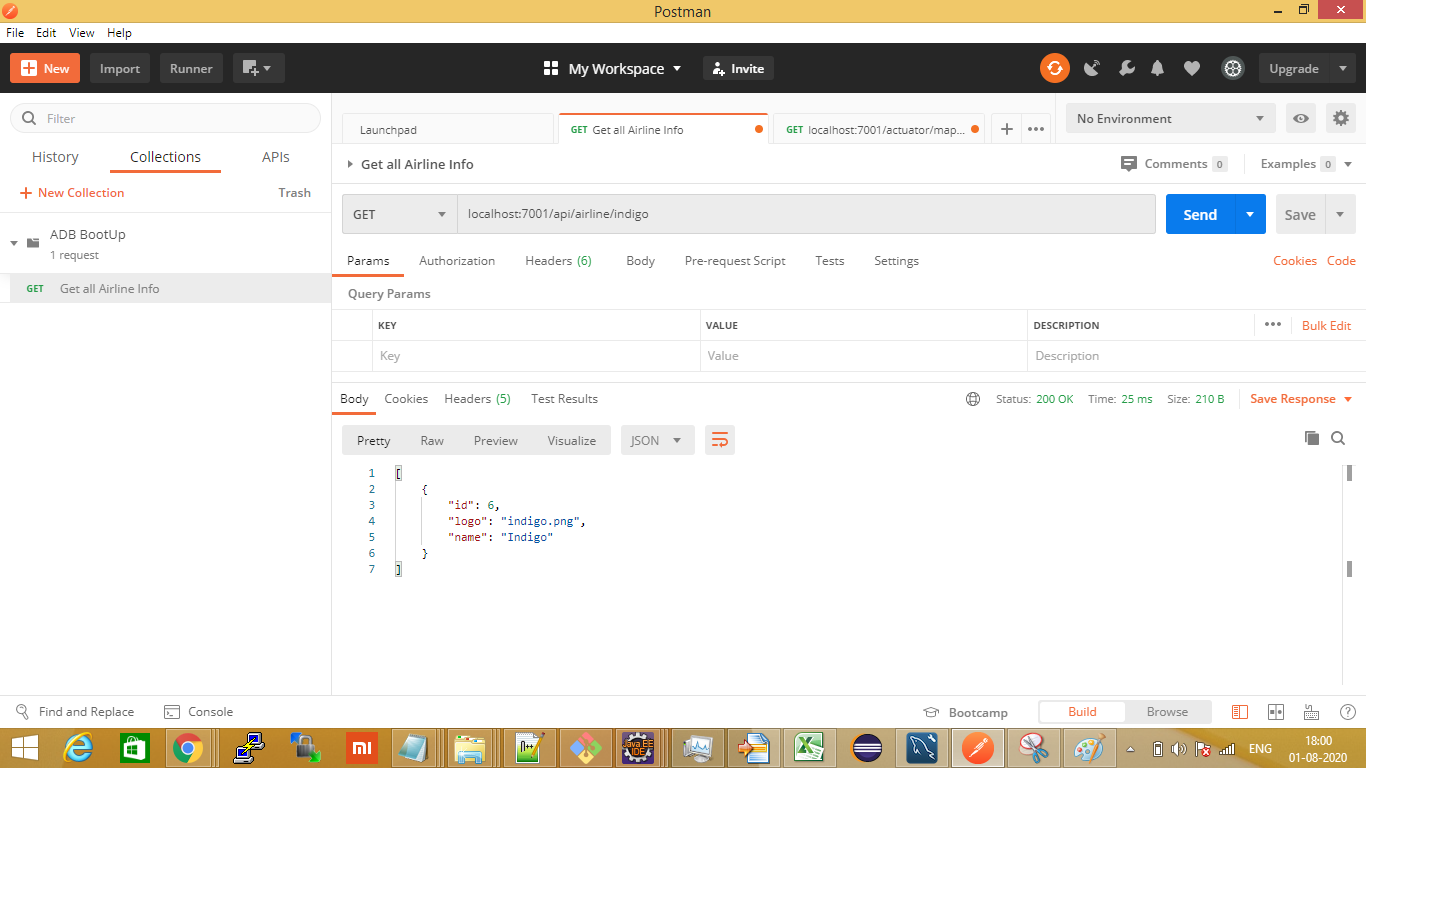 Postman
File Edit View Help
New Import Runner My Workspace Invite Upgrade
Filter
History Collections APIs
New Collection Trash
ADB BootUp
1 request
GET Get all Airline Info
Launchpad GET Get all Airline Info GET localhost:7001/actuator/map... No Environment
Get all Airline Info Comments 0 Examples 0
GET localhost:7001/api/airline/indigo Send Save
Params Authorization Headers (6) Body Pre-request Script Tests Settings Cookies Code
Query Params
KEY VALUE DESCRIPTION Bulk Edit
Key Value Description
Body Cookies Headers (5) Test Results Status: 200 OK Time: 25 ms Size: 210 B Save Response
Pretty Raw Preview Visualize JSON
1 [
2 {
3 "id": 6,
4 "logo": "indigo.png",
5 "name": "Indigo"
6 }
7 ]
Find and Replace Console Bootcamp Build Browse
mi Java EE IDE ENG 18:00
01-08-2020